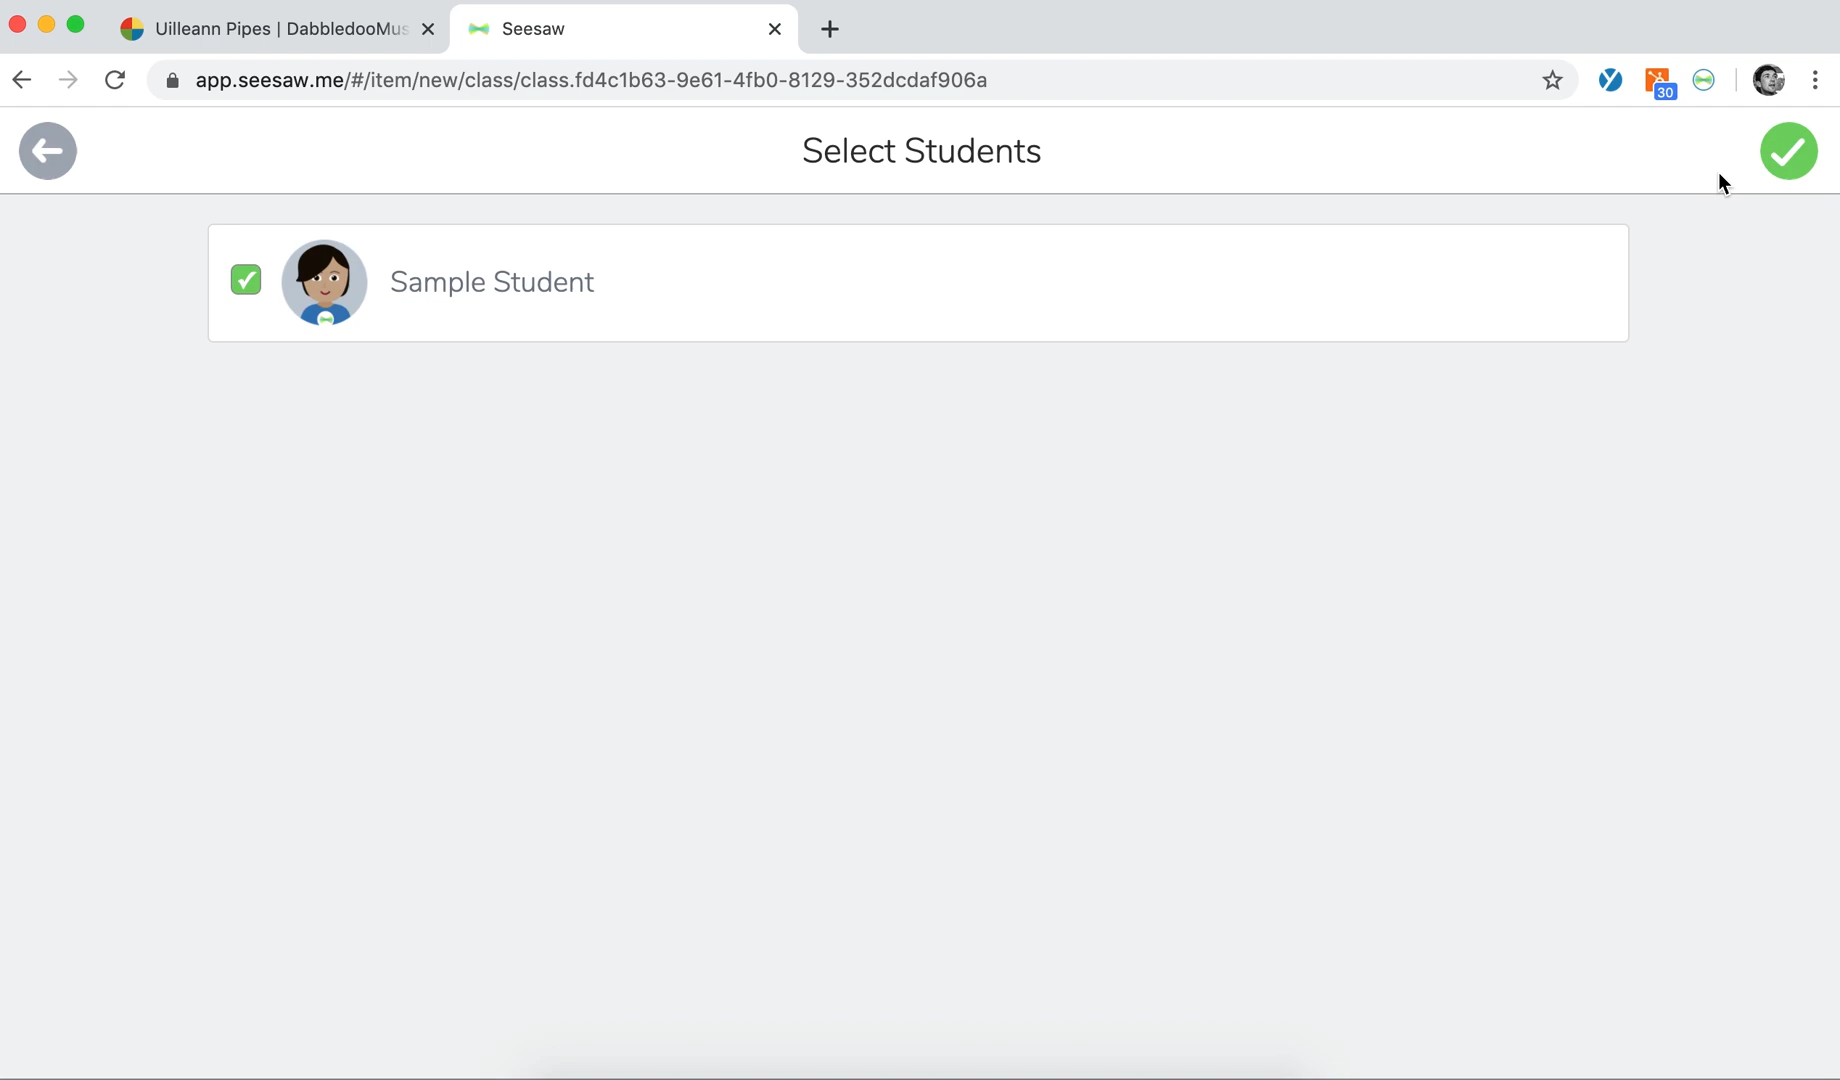 Uilleann Pipes | DabbledooMus
Seesaw
app.seesaw.me/#/item/new/class/class.fd4c1b63-9e61-4fb0-8129-352dcdaf906a
30
Select Students
Sample Student